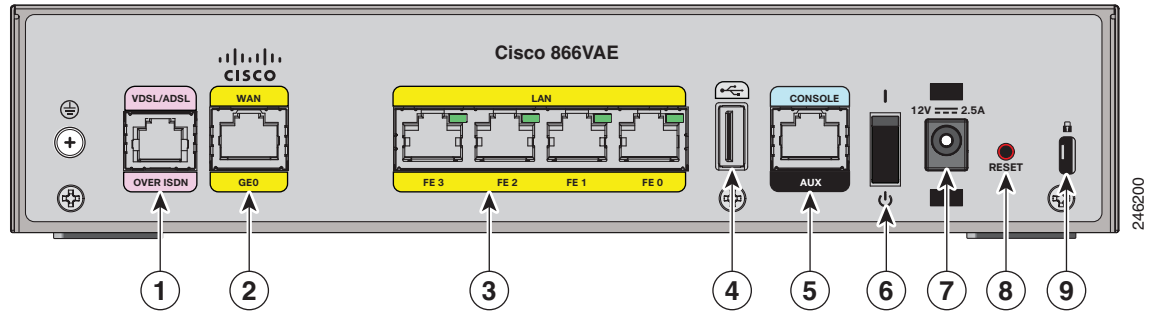 Cisco 866VAE
CISCO
VDSL/ADSL
WAN
LAN
CONSOLE
12V 2.5A
RESET
OVER ISDN
GE0
FE 3
FE 2
FE 1
FE 0
AUX
246200
1
2
3
4
5
6
7
8
9